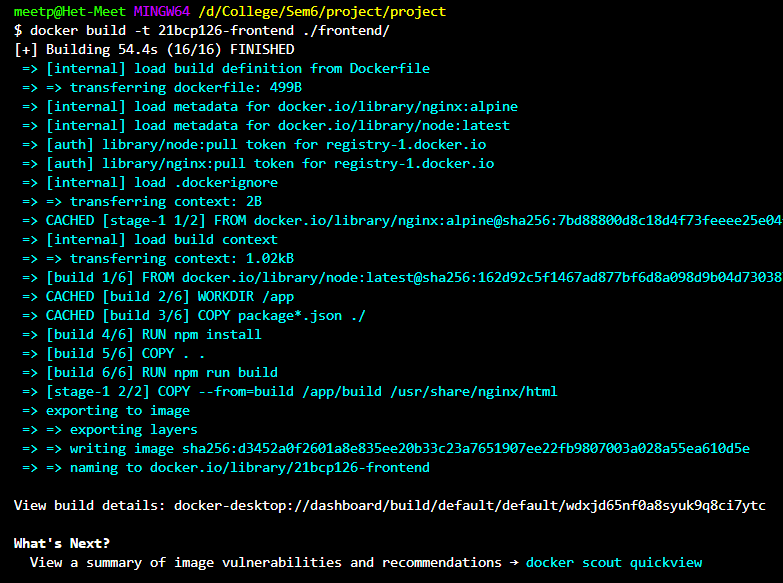 meetp@Het-Meet MINGW64 /d/College/Sem6/project/project
$ docker build -t 21bcp126-frontend ./frontend/
[+] Building 54.4s (16/16) FINISHED
=> [internal] load build definition from Dockerfile
=> => transferring dockerfile: 499B
=> [internal] load metadata for docker.io/library/nginx:alpine
=> [internal] load metadata for docker.io/library/node:latest
=> [auth] library/node:pull token for registry-1.docker.io
=> [auth] library/nginx:pull token for registry-1.docker.io
=> [internal] load .dockerignore
=> => transferring context: 2B
=> CACHED [stage-1 1/2] FROM docker.io/library/nginx:alpine@sha256:7bd88800d8c18d4f73feeee25e04
=> [internal] load build context
=> => transferring context: 1.02kB
=> [build 1/6] FROM docker.io/library/node:latest@sha256:162d92c5f1467ad877bf6d8a098d9b04d7303879
=> CACHED [build 2/6] WORKDIR /app
=> CACHED [build 3/6] COPY package*.json ./
=> [build 4/6] RUN npm install
=> [build 5/6] COPY . .
=> [build 6/6] RUN npm run build
=> [stage-1 2/2] COPY --from=build /app/build /usr/share/nginx/html
=> exporting to image
=> => exporting layers
=> => writing image sha256:d3452a0f2601a8e835ee20b33c23a7651907ee22fb9807003a028a55ea610d5e
=> => naming to docker.io/library/21bcp126-frontend
View build details: docker-desktop://dashboard/build/default/default/wdxjd65nf0a8syuk9q8ci7ytc
What's Next?
View a summary of image vulnerabilities and recommendations → docker scout quickview